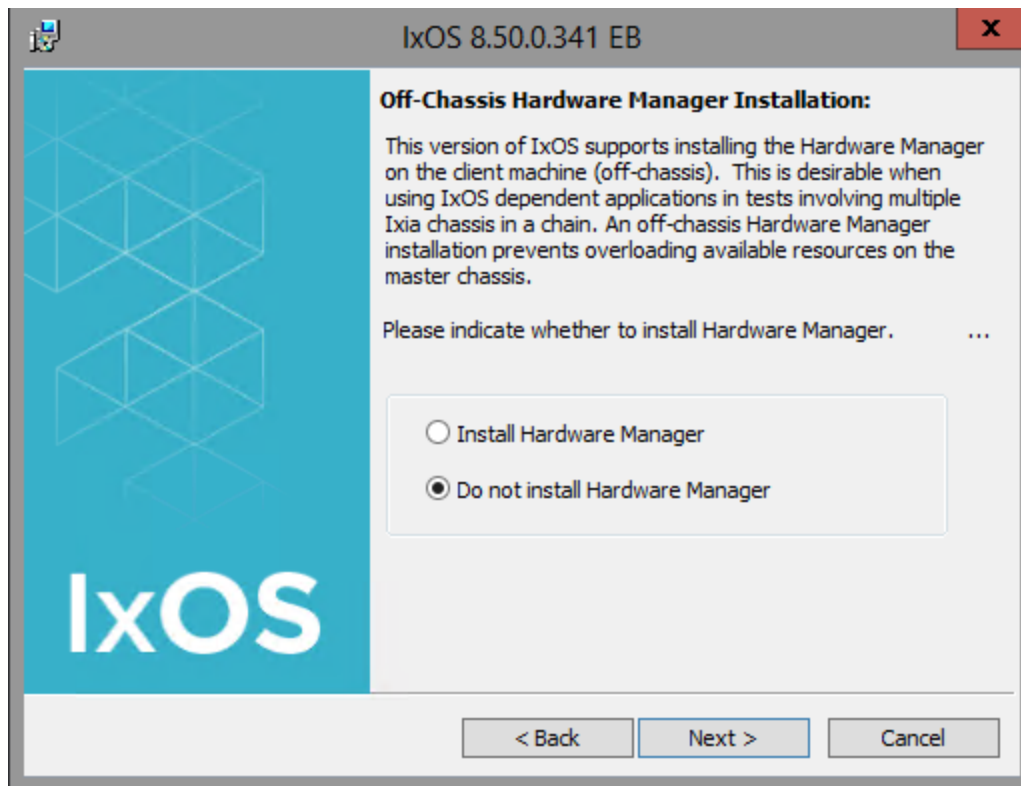 IxOS 8.50.0.341 EB
x
Off-Chassis Hardware Manager Installation:
This version of IxOS supports installing the Hardware Manager
on the client machine (off-chassis).  This is desirable when
using IxOS dependent applications in tests involving multiple
Ixia chassis in a chain. An off-chassis Hardware Manager
installation prevents overloading available resources on the
master chassis.
Please indicate whether to install Hardware Manager. ...
Install Hardware Manager
Do not install Hardware Manager
IxOS
< Back
Next >
Cancel